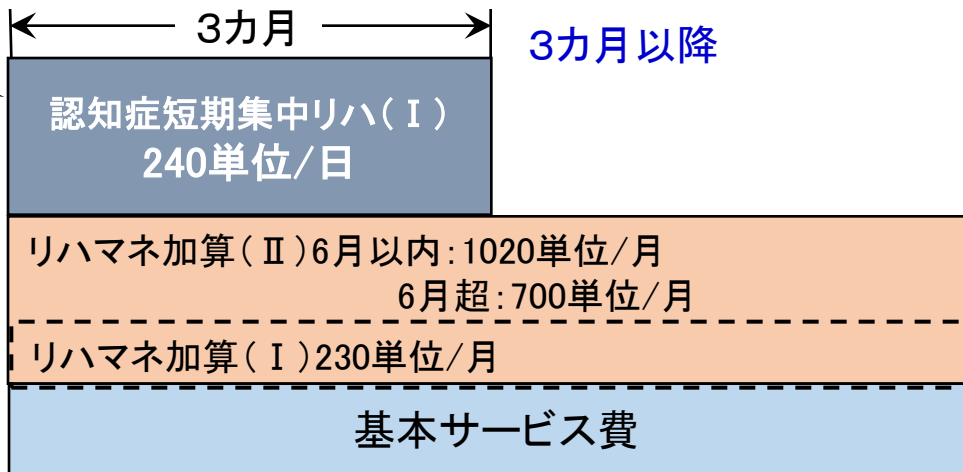 3カ月
3カ月以降
認知症短期集中リハ(Ⅰ)
240単位/日
リハマネ加算(Ⅱ)6月以内:1020単位/月
6月超:700単位/月
リハマネ加算(Ⅰ)230単位/月
基本サービス費